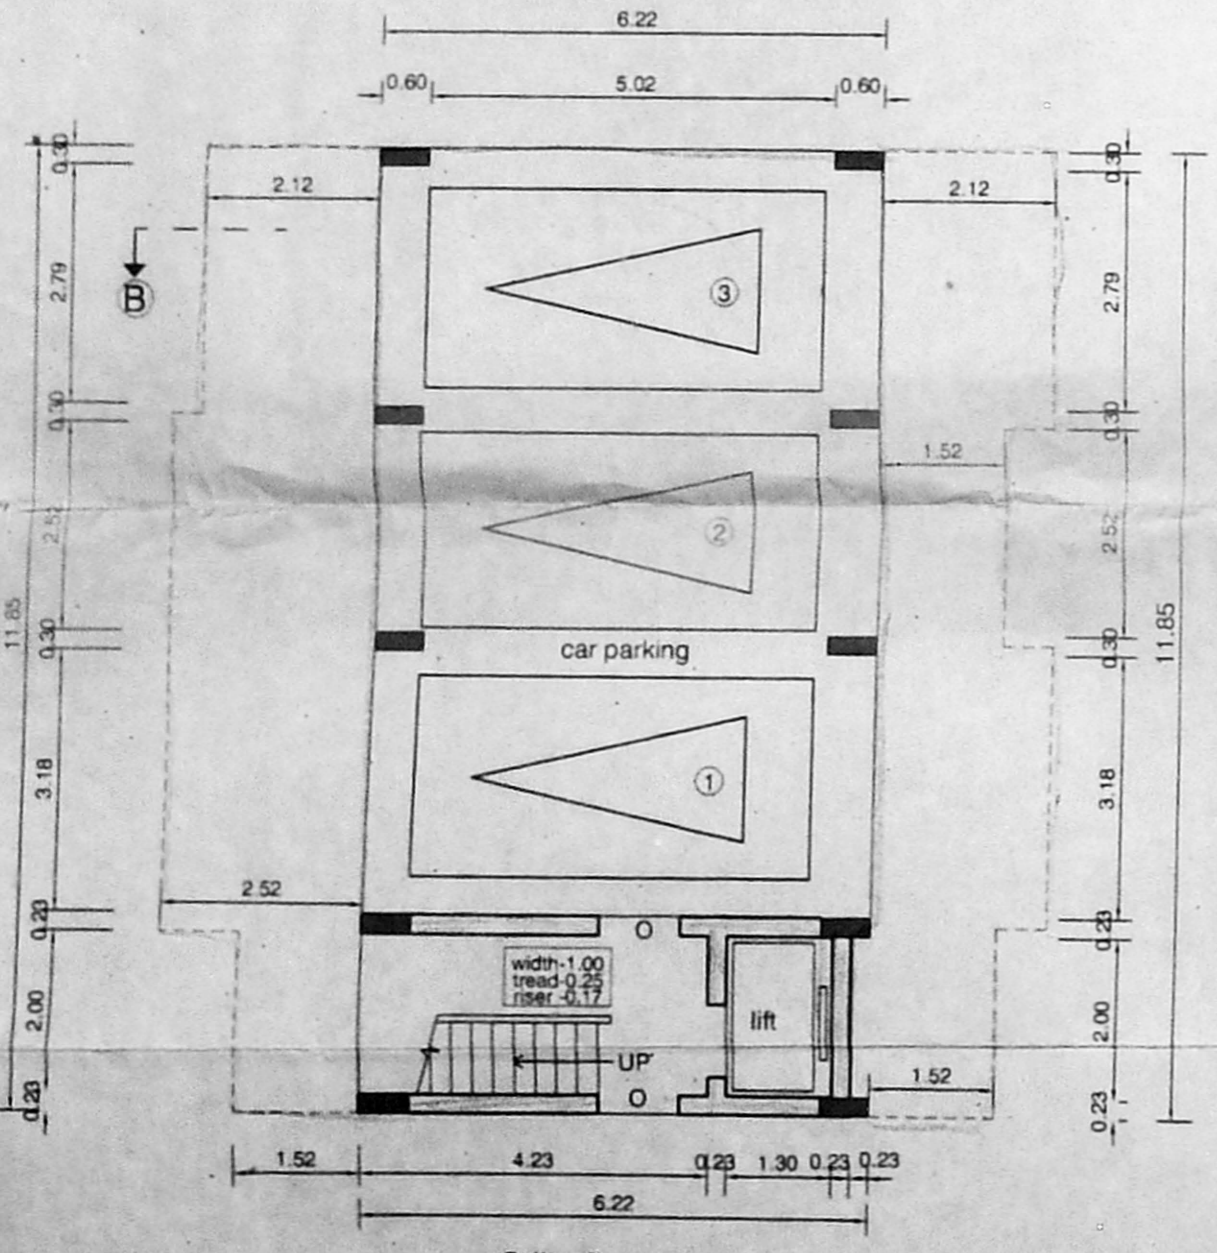 6.22
0.60 5.02 0.60
0.30 0.30
2.12 2.12
2.79 B 3 2.79
0.30 0.30
1.52
2.52 2 2.52
11.85 11.85
0.30 car parking 0.30
3.18 1 3.18
2.52
0.23 O 0.23
width-1.00
tread-0.25
riser -0.17
2.00 lift 2.00
UP
1.52
0.23 O 0.23
1.52 4.23 0.23 1.30 0.23 0.23
6.22